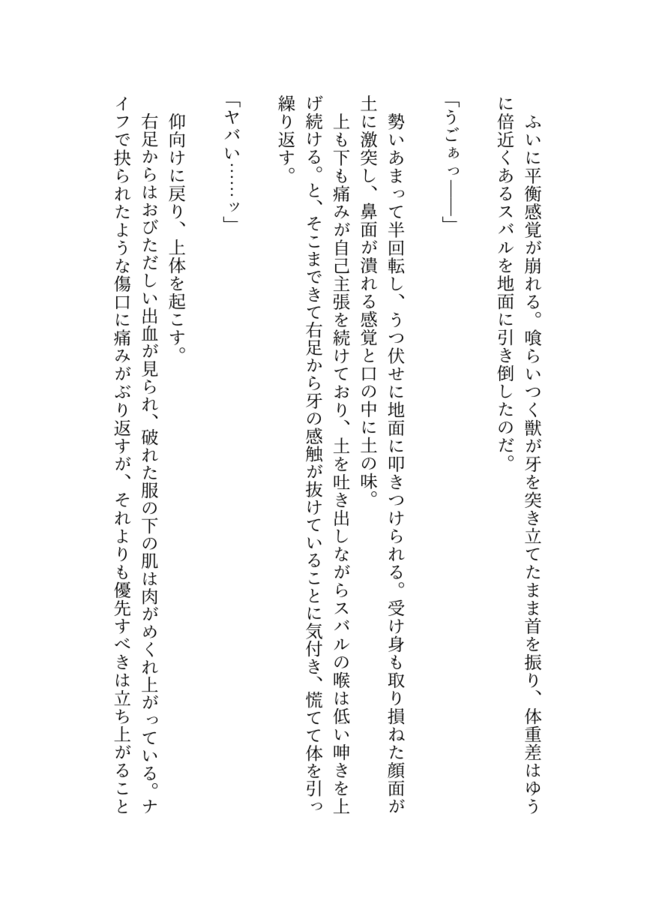 ふいに平衡感覚が崩れる。喰らいつく獣が牙を突き立てたまま首を振り、体重差はゆう
に倍近くあるスバルを地面に引き倒したのだ。
「うごぁっ――」
勢いあまって半回転し、うつ伏せに地面に叩きつけられる。受け身も取り損ねた顔面が
土に激突し、鼻面が潰れる感覚と口の中に土の味。
上も下も痛みが自己主張を続けており、土を吐き出しながらスバルの喉は低い呻きを上
げ続ける。と、そこまできて右足から牙の感触が抜けていることに気付き、慌てて体を引っ
繰り返す。
「ヤバい……ッ」
仰向けに戻り、上体を起こす。
右足からはおびただしい出血が見られ、破れた服の下の肌は肉がめくれ上がっている。ナ
イフで抉られたような傷口に痛みがぶり返すが、それよりも優先すべきは立ち上がること